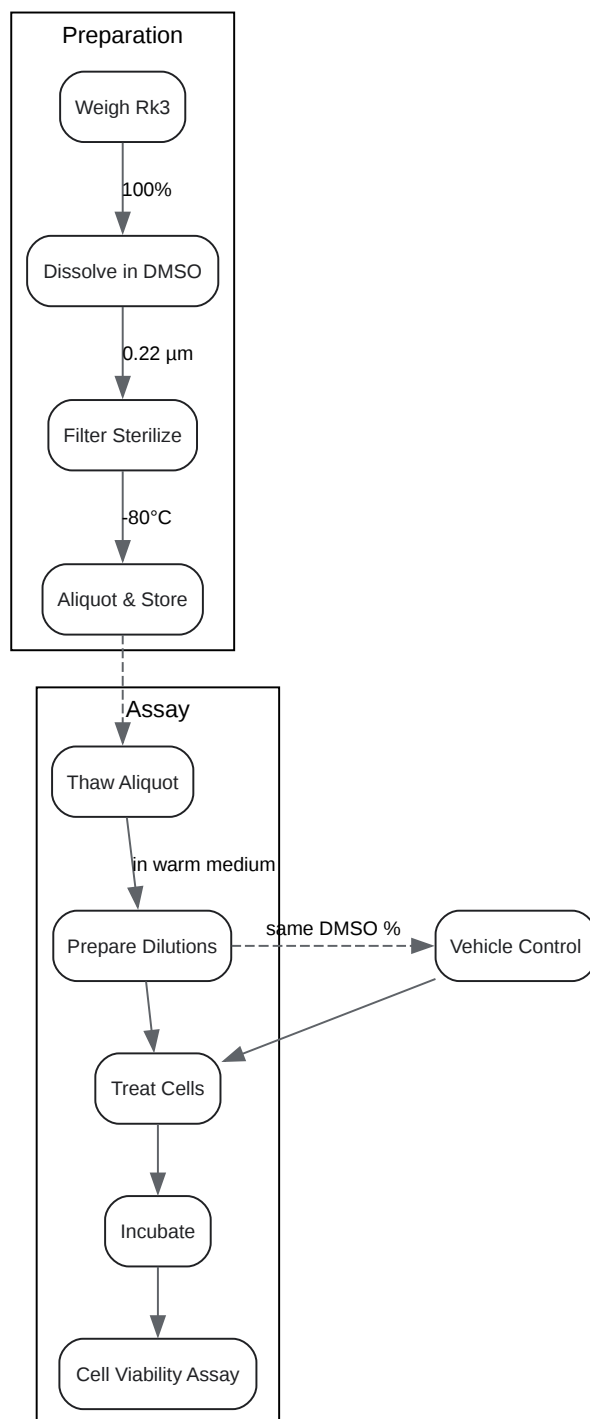 Preparation
Weigh Rk3
100%
Dissolve in DMSO
0.22 µm
Filter Sterilize
-80°C
Aliquot & Store
Assay
Thaw Aliquot
in warm medium
Prepare Dilutions
same DMSO %
Vehicle Control
Treat Cells
Incubate
Cell Viability Assay